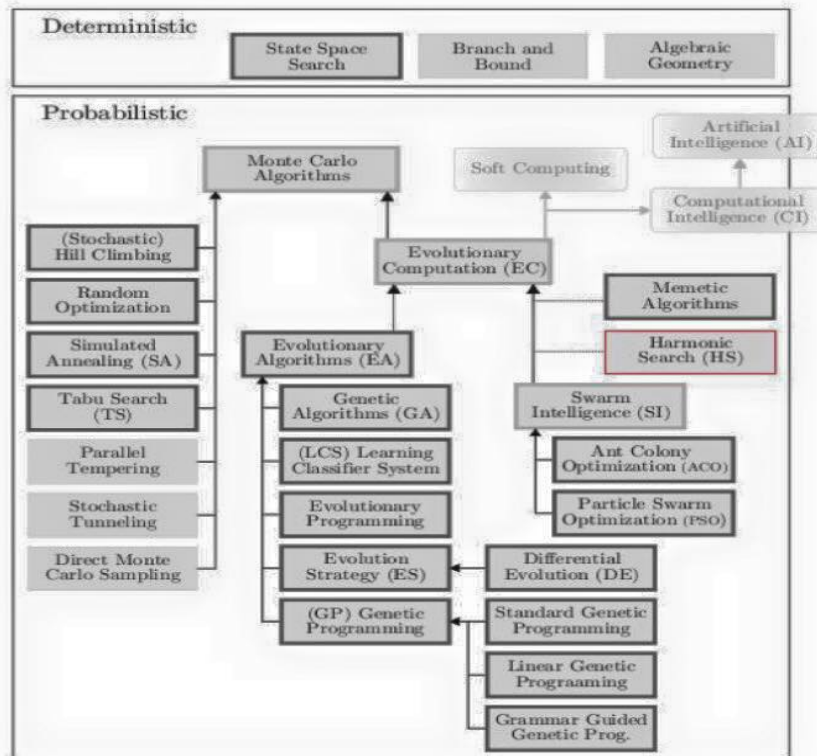 Deterministic
State Space
Search
Branch and
Bound
Algebraic
Geometry
Probabilistic
Artificial
Intelligence (AI)
Monte Carlo
Algorithms
Soft Computing
Computational
Intelligence (CI)
(Stochastic)
Hill Climbing
Evolutionary
Computation (EC)
Random
Optimization
Memetic
Algorithms
Simulated
Annealing (SA)
Evolutionary
Algorithms (EA)
Harmonic
Search (HS)
Tabu Search
(TS)
Genetic
Algorithms (GA)
Swarm
Intelligence (SI)
Parallel
Tempering
(LCS) Learning
Classifier System
Ant Colony
Optimization (ACO)
Stochastic
Tunneling
Evolutionary
Programming
Particle Swarm
Optimization (PSO)
Direct Monte
Carlo Sampling
Evolution
Strategy (ES)
Differential
Evolution (DE)
(GP) Genetic
Programming
Standard Genetic
Programming
Linear Genetic
Prograaming
Grammar Guided
Genetic Prog.